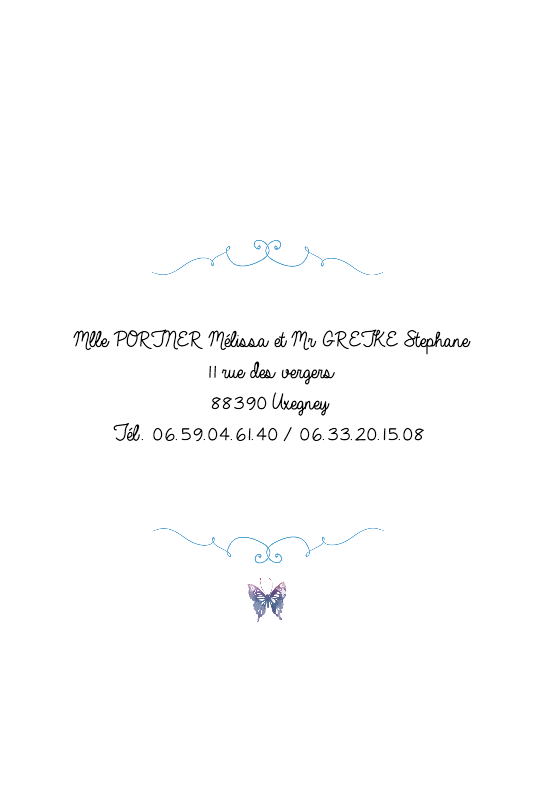 Mlle PORTNER Mélissa et Mr GRETKE Stephane
11 rue des vergers
88390 Uxegney
Tél. 06.59.04.61.40 / 06.33.20.15.08